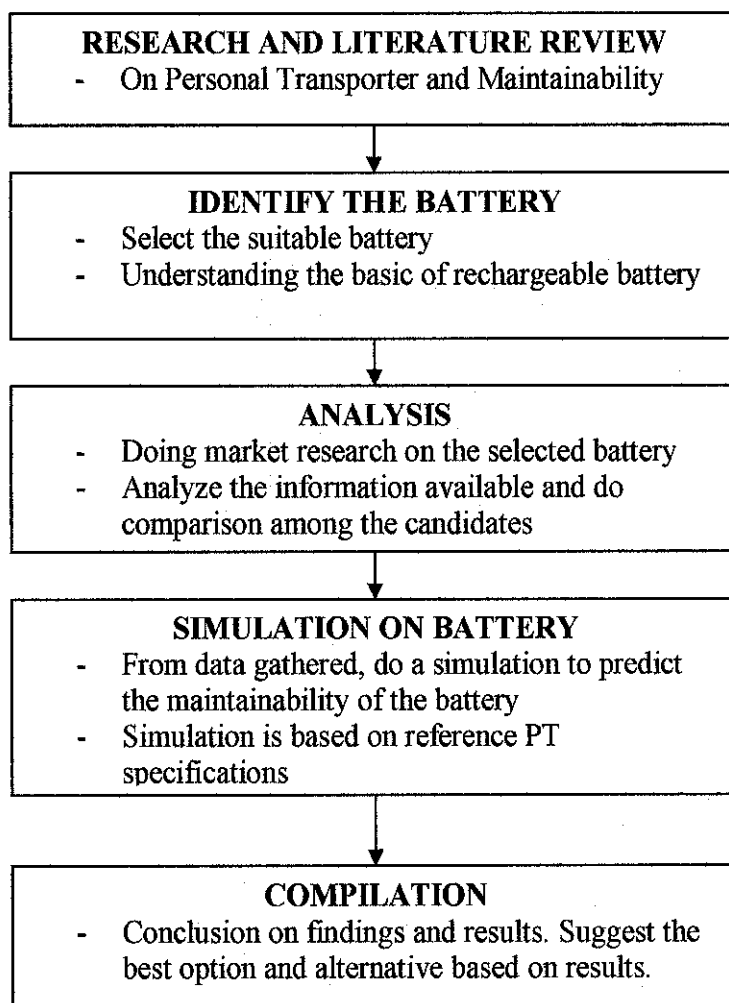 RESEARCH AND LITERATURE REVIEW
- On Personal Transporter and Maintainability
IDENTIFY THE BATTERY
- Select the suitable battery
- Understanding the basic of rechargeable battery
ANALYSIS
- Doing market research on the selected battery
- Analyze the information available and do
comparison among the candidates
SIMULATION ON BATTERY
- From data gathered, do a simulation to predict
the maintainability of the battery
- Simulation is based on reference PT
specifications
COMPILATION
- Conclusion on findings and results. Suggest the
best option and alternative based on results.